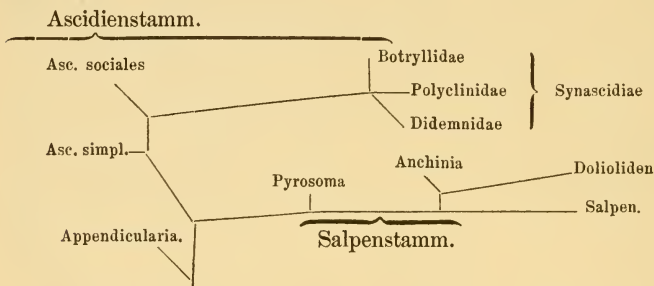 Ascidienstamm.
Asc. sociales
Botryllidae
Polyclinidae
Synascidiae
Didemnidae
Asc. simpl.
Anchinia
Dolioliden
Pyrosoma
Salpen.
Appendicularia.
Salpenstamm.